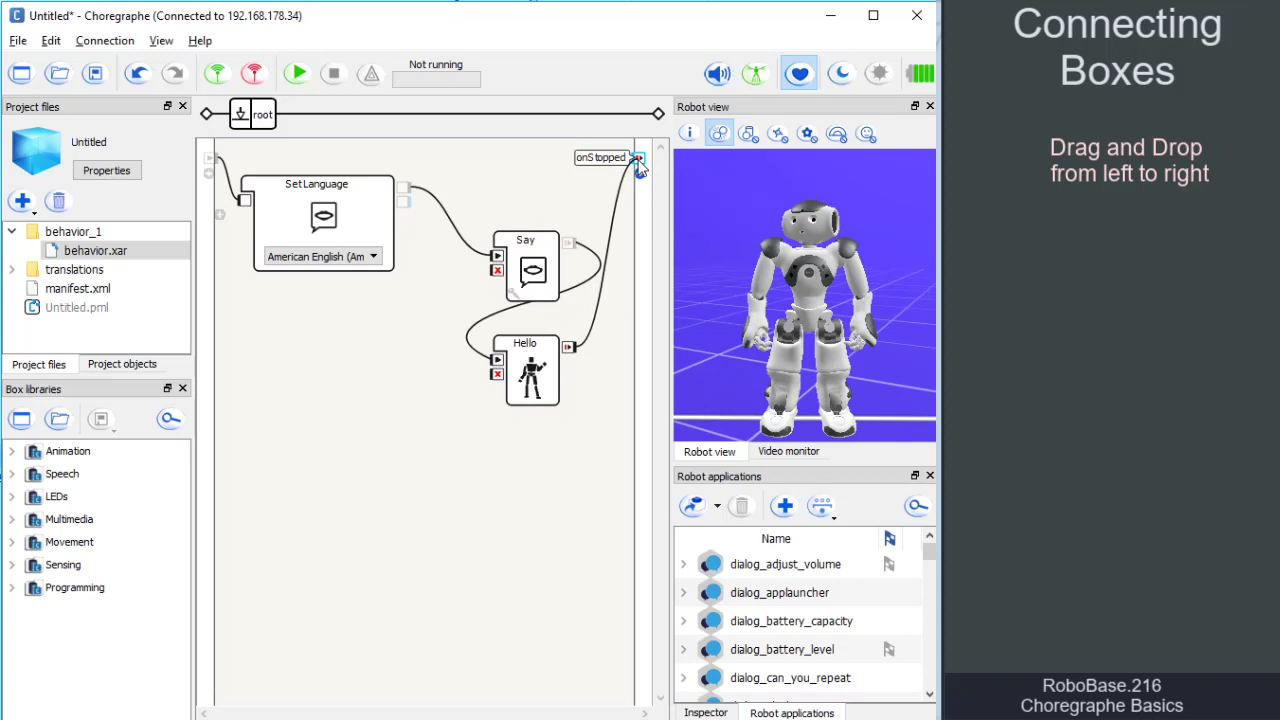 Untitled* - Choregraphe (Connected to 192.168.178.34)
File Edit Connection View Help
Not running
Project files
Untitled
Properties
behavior_1
behavior.xar
translations
manifest.xml
Untitled.pml
Project files Project objects
Box libraries
Animation
Speech
LEDs
Multimedia
Movement
Sensing
Programming
root
onStopped
Set Language
American English (Am
Say
Hello
Robot view
Robot view Video monitor
Robot applications
Name
dialog_adjust_volume
dialog_applauncher
dialog_battery_capacity
dialog_battery_level
dialog_can_you_repeat
Inspector Robot applications
Connecting
Boxes
Drag and Drop
from left to right
RoboBase.216
Choregraphe Basics